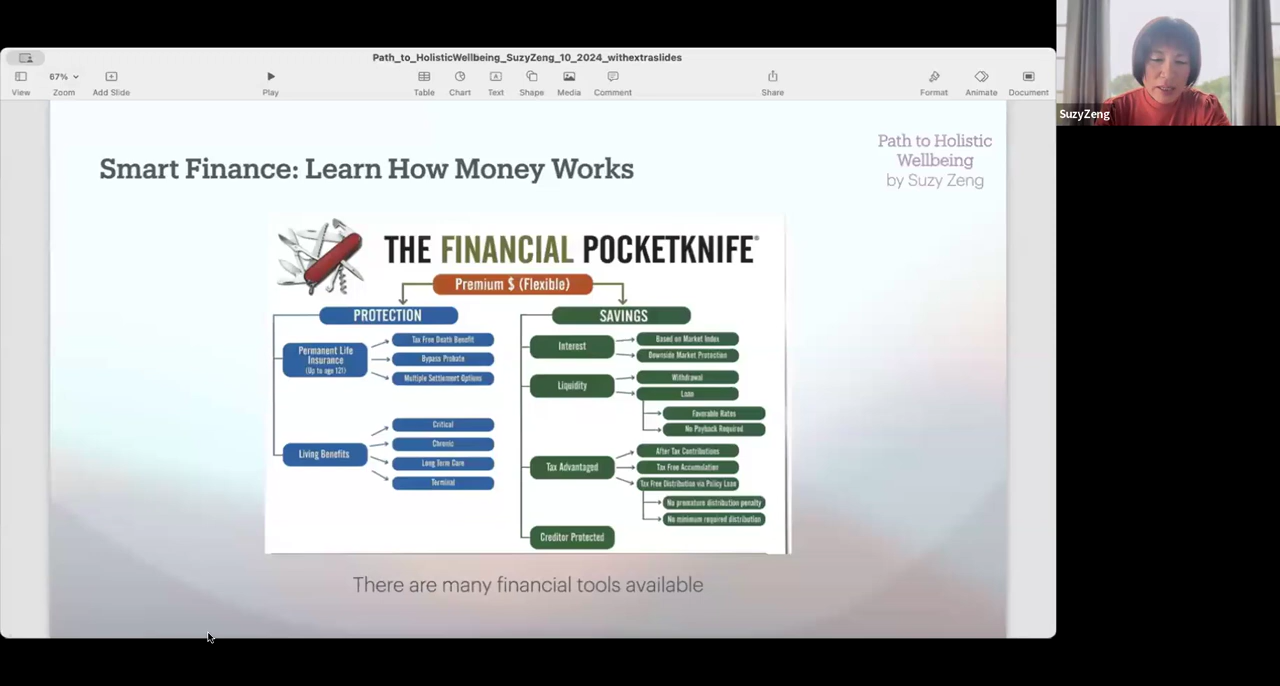 Path_to_HolisticWellbeing_SuzyZeng_10_2024_withextraslides
67%
View
Zoom
Add Slide
Play
Table
Chart
Text
Shape
Media
Comment
Share
Format
Animate
Document
SuzyZeng
Path to Holistic
Wellbeing
by Suzy Zeng
Smart Finance: Learn How Money Works
THE FINANCIAL POCKETKNIFE®
Premium $ (Flexible)
PROTECTION
Permanent Life
Insurance
(Up to age 121)
Tax Free Death Benefit
Bypass Probate
Multiple Settlement Options
Living Benefits
Critical
Chronic
Long Term Care
Terminal
SAVINGS
Interest
Based on Market Index
Downside Market Protection
Liquidity
Withdrawal
Loan
Favorable Rates
No Payback Required
Tax Advantaged
After Tax Contributions
Tax Free Accumulation
Tax Free Distribution via Policy Loan
No premature distribution penalty
No minimum required distribution
Creditor Protected
There are many financial tools available